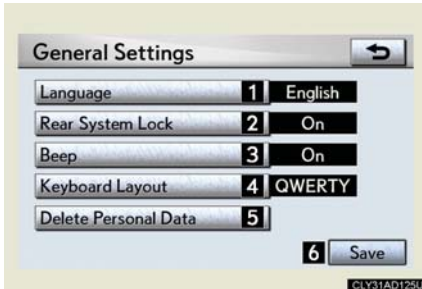 General Settings
Language 1 English
Rear System Lock 2 On
Beep 3 On
Keyboard Layout 4 QWERTY
Delete Personal Data 5
6 Save
CLY31AD125U